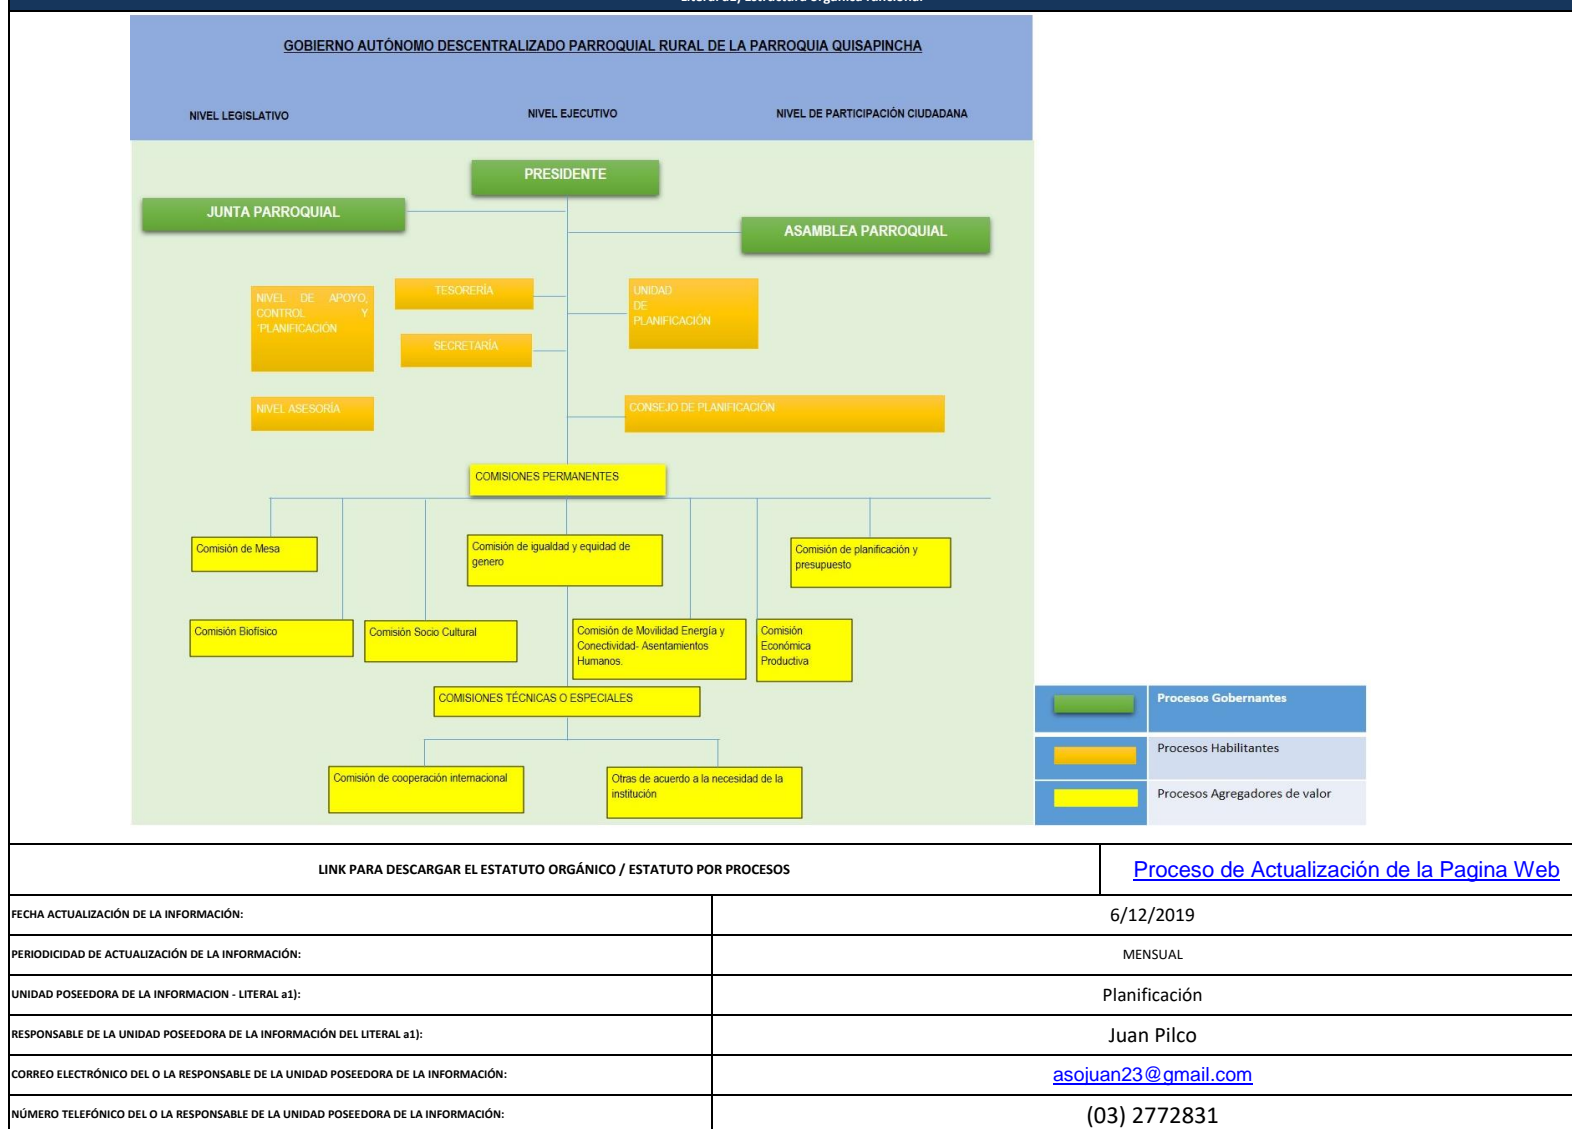 GOBIERNO AUTÓNOMO DESCENTRALIZADO PARROQUIAL RURAL DE LA PARROQUIA QUISAPINCHA
NIVEL LEGISLATIVO
NIVEL EJECUTIVO
NIVEL DE PARTICIPACIÓN CIUDADANA
PRESIDENTE
JUNTA PARROQUIAL
ASAMBLEA PARROQUIAL
NIVEL DE APOYO,
CONTROL Y
'PLANIFICACIÓN
TESORERÍA
UNIDAD
DE
PLANIFICACIÓN
SECRETARÍA
NIVEL ASESORÍA
CONSEJO DE PLANIFICACIÓN
COMISIONES PERMANENTES
Comisión de Mesa
Comisión de igualdad y equidad de
genero
Comisión de planificación y
presupuesto
Comisión Biofísico
Comisión Socio Cultural
Comisión de Movilidad Energía y
Conectividad- Asentamientos
Humanos.
Comisión
Económica
Productiva
COMISIONES TÉCNICAS O ESPECIALES
Comisión de cooperación internacional
Otras de acuerdo a la necesidad de la
institución
Procesos Gobernantes
Procesos Habilitantes
Procesos Agregadores de valor
LINK PARA DESCARGAR EL ESTATUTO ORGÁNICO / ESTATUTO POR PROCESOS
Proceso de Actualización de la Pagina Web
FECHA ACTUALIZACIÓN DE LA INFORMACIÓN:
6/12/2019
PERIODICIDAD DE ACTUALIZACIÓN DE LA INFORMACIÓN:
MENSUAL
UNIDAD POSEEDORA DE LA INFORMACION - LITERAL a1):
Planificación
RESPONSABLE DE LA UNIDAD POSEEDORA DE LA INFORMACIÓN DEL LITERAL a1):
Juan Pilco
CORREO ELECTRÓNICO DEL O LA RESPONSABLE DE LA UNIDAD POSEEDORA DE LA INFORMACIÓN:
asojuan23@gmail.com
NÚMERO TELEFÓNICO DEL O LA RESPONSABLE DE LA UNIDAD POSEEDORA DE LA INFORMACIÓN:
(03) 2772831